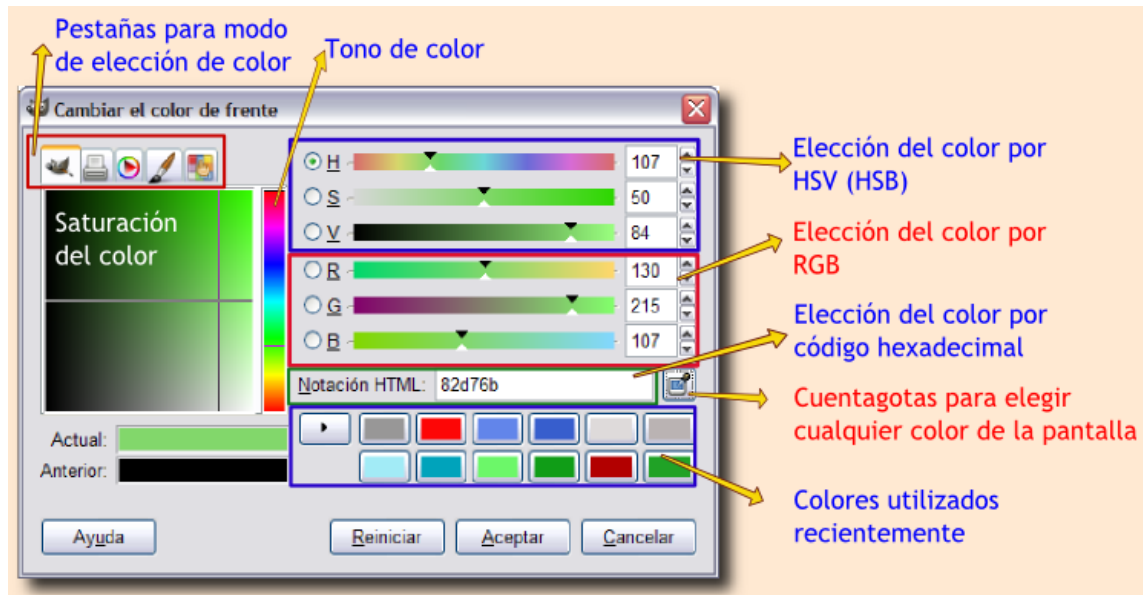 Pestañas para modo
de elección de color
Tono de color
Cambiar el color de frente
H 107
S 50
V 84
R 130
G 215
B 107
Saturación
del color
Notación HTML: 82d76b
Actual:
Anterior:
Ayuda
Reiniciar
Aceptar
Cancelar
Elección del color por
HSV (HSB)
Elección del color por
RGB
Elección del color por
código hexadecimal
Cuentagotas para elegir
cualquier color de la pantalla
Colores utilizados
recientemente